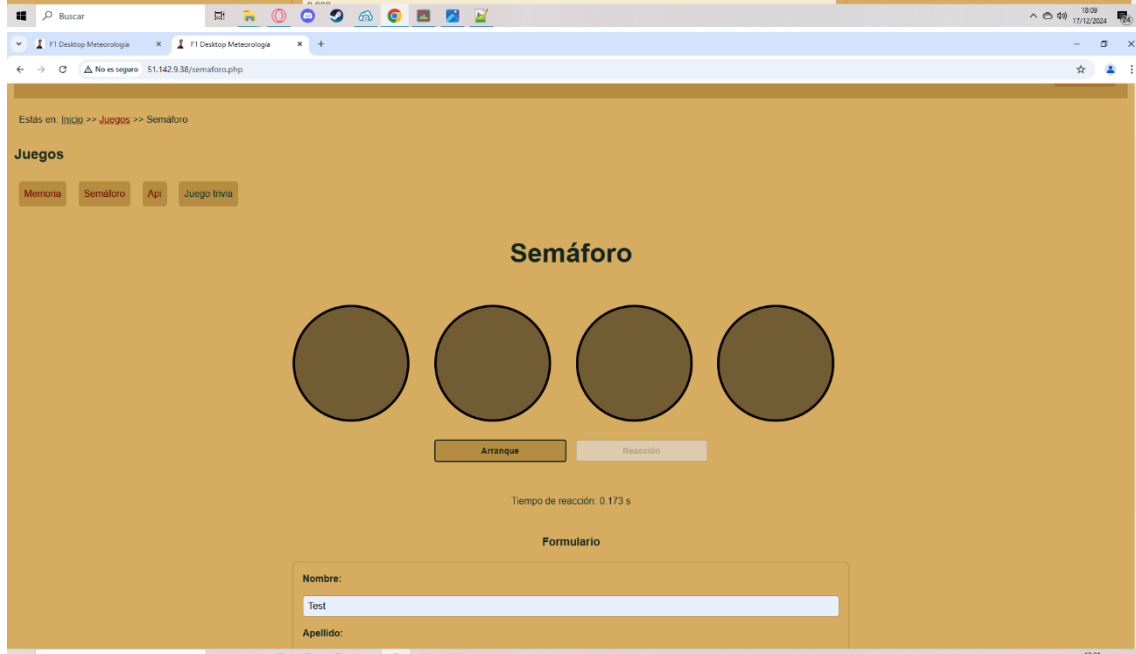 Buscar
18:09
17/12/2024
24
F1 Desktop Meteorología
F1 Desktop Meteorología
No es seguro 51.142.9.38/semaforo.php
Estás en: Inicio >> Juegos >> Semáforo
Juegos
Memoria Semáforo Api Juego trivia
Semáforo
Arranque Reacción
Tiempo de reacción: 0.173 s
Formulario
Nombre:
Test
Apellido: